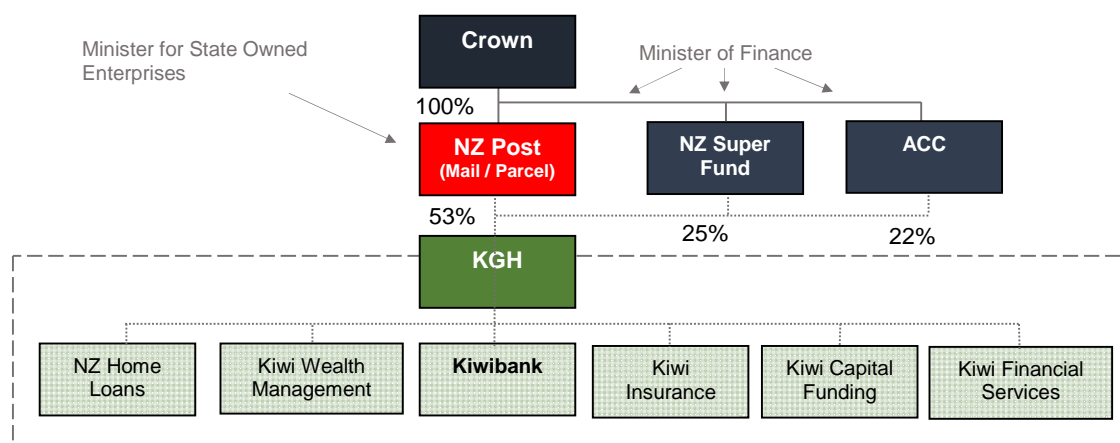 Minister for State Owned
Enterprises
Crown
Minister of Finance
100%
NZ Post
(Mail / Parcel)
NZ Super
Fund
ACC
53%
25%
22%
KGH
NZ Home
Loans
Kiwi Wealth
Management
Kiwibank
Kiwi
Insurance
Kiwi Capital
Funding
Kiwi Financial
Services